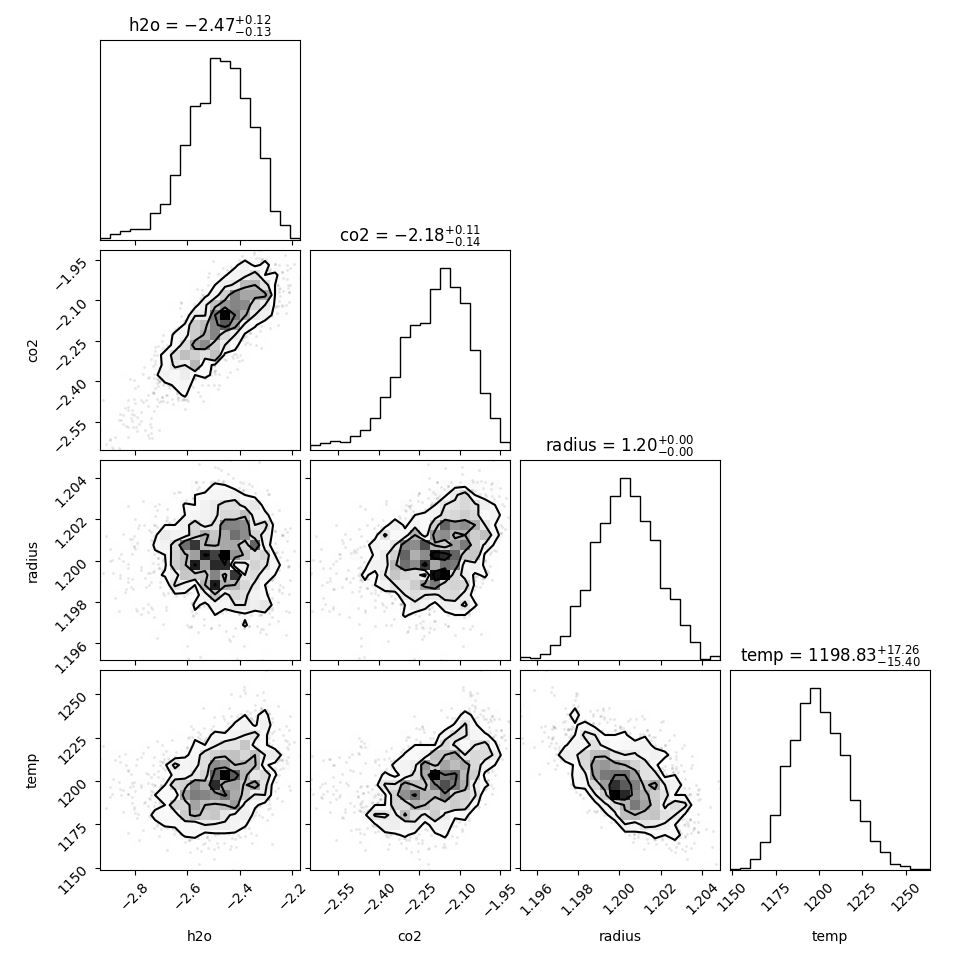 h2o = −2.47+0.12−0.13
co2 = −2.18+0.11−0.14
−1.95
−2.10
−2.25
−2.40
−2.55
co2
radius = 1.20+0.00−0.00
1.204
1.202
1.200
1.198
1.196
radius
temp = 1198.83+17.26−15.40
1250
1225
1200
1175
1150
temp
−2.8 −2.6 −2.4 −2.2
−2.55 −2.40 −2.25 −2.10 −1.95
1.196 1.198 1.200 1.202 1.204
1150 1175 1200 1225 1250
h2o co2 radius temp